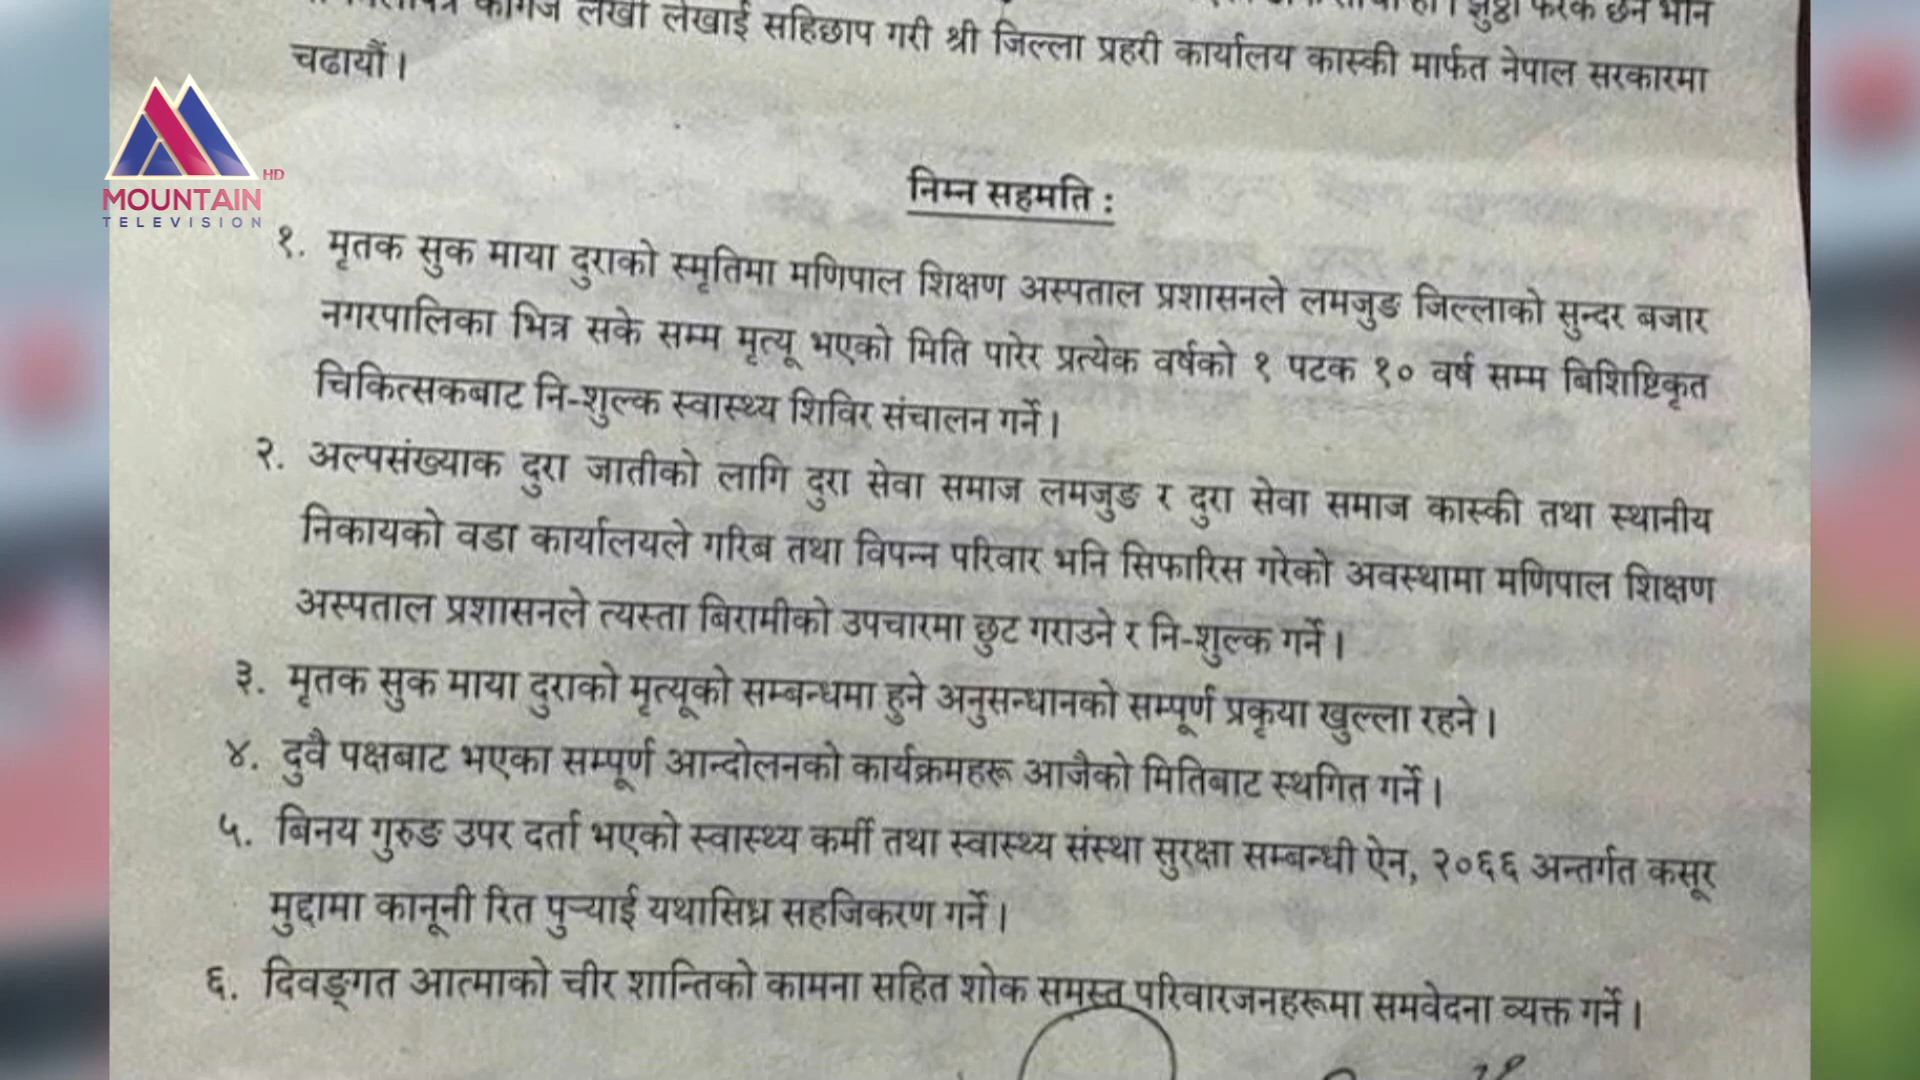 कागज लेखी लेखाई सहिछाप गरी श्री जिल्ला प्रहरी कार्यालय कास्की मार्फत नेपाल सरकारमा
चढायौं ।
HD
MOUNTAIN
TELEVISION
निम्न सहमति :
१. मृतक सुक माया दुराको स्मृतिमा मणिपाल शिक्षण अस्पताल प्रशासनले लमजुङ जिल्लाको सुन्दर बजार
नगरपालिका भित्र सके सम्म मृत्यू भएको मिति पारेर प्रत्येक वर्षको १ पटक १० वर्ष सम्म बिशिष्टिकृत
चिकित्सकबाट नि-शुल्क स्वास्थ्य शिविर संचालन गर्ने ।
२. अल्पसंख्याक दुरा जातीको लागि दुरा सेवा समाज लमजुङ र दुरा सेवा समाज कास्की तथा स्थानीय
निकायको वडा कार्यालयले गरिब तथा विपन्न परिवार भनि सिफारिस गरेको अवस्थामा मणिपाल शिक्षण
अस्पताल प्रशासनले त्यस्ता बिरामीको उपचारमा छुट गराउने र नि-शुल्क गर्ने ।
३. मृतक सुक माया दुराको मृत्यूको सम्बन्धमा हुने अनुसन्धानको सम्पूर्ण प्रकृया खुल्ला रहने ।
४. दुवै पक्षबाट भएका सम्पूर्ण आन्दोलनको कार्यक्रमहरू आजैको मितिबाट स्थगित गर्ने ।
५. बिनय गुरुङ उपर दर्ता भएको स्वास्थ्य कर्मी तथा स्वास्थ्य संस्था सुरक्षा सम्बन्धी ऐन, २०६६ अन्तर्गत कसूर
मुद्दामा कानूनी रित पुर्‍याई यथासिध्र सहजिकरण गर्ने ।
६. दिवङ्गत आत्माको चीर शान्तिको कामना सहित शोक समस्त परिवारजनहरूमा समवेदना व्यक्त गर्ने ।